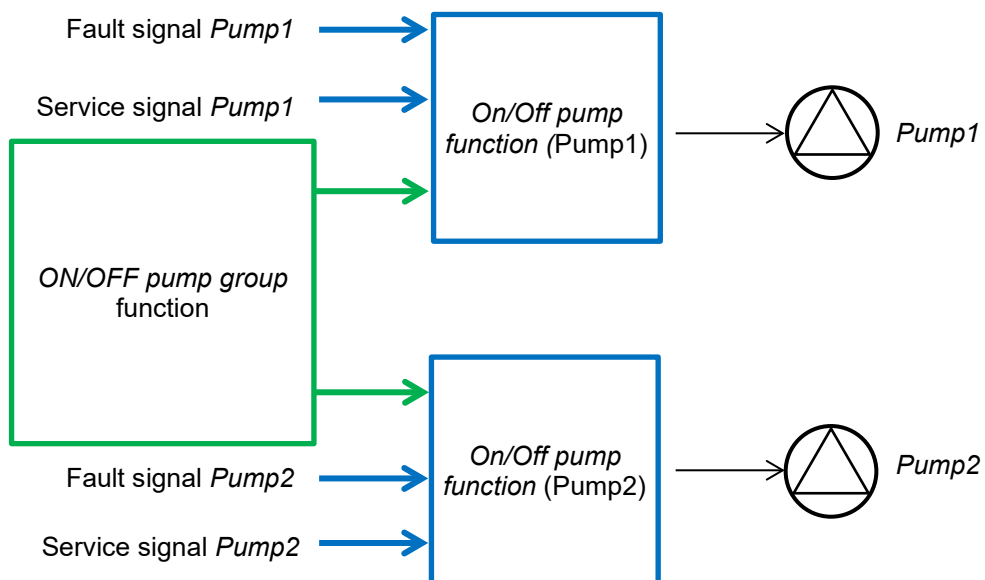 Fault signal Pump1
Service signal Pump1
On/Off pump
function (Pump1)
Pump1
ON/OFF pump group
function
On/Off pump
function (Pump2)
Pump2
Fault signal Pump2
Service signal Pump2